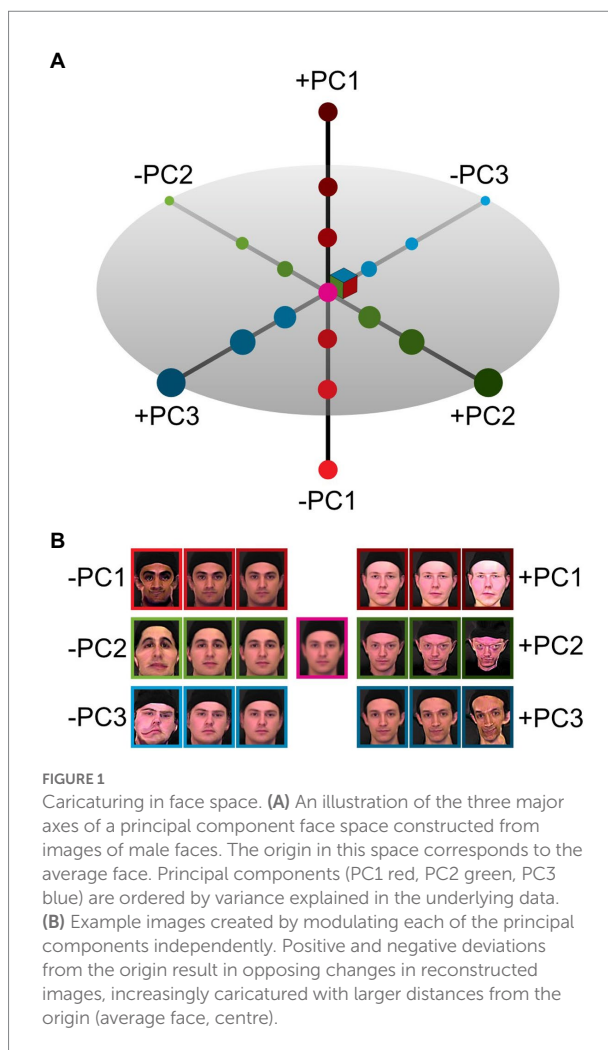 A
+PC1
-PC2
-PC3
+PC3
+PC2
-PC1
B
-PC1
+PC1
-PC2
+PC2
-PC3
+PC3
FIGURE 1
Caricaturing in face space. (A) An illustration of the three major
axes of a principal component face space constructed from
images of male faces. The origin in this space corresponds to the
average face. Principal components (PC1 red, PC2 green, PC3
blue) are ordered by variance explained in the underlying data.
(B) Example images created by modulating each of the principal
components independently. Positive and negative deviations
from the origin result in opposing changes in reconstructed
images, increasingly caricatured with larger distances from the
origin (average face, centre).